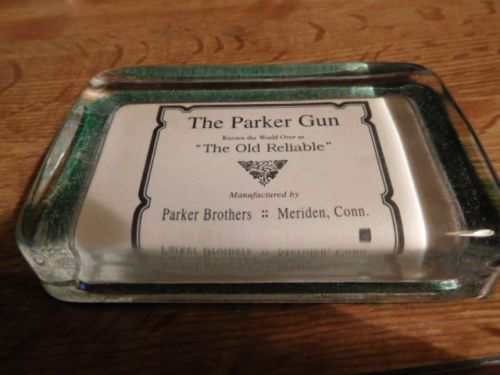 The Parker Gun
Known the World Over as
"The Old Reliable"
Manufactured by
Parker Brothers :: Meriden, Conn.